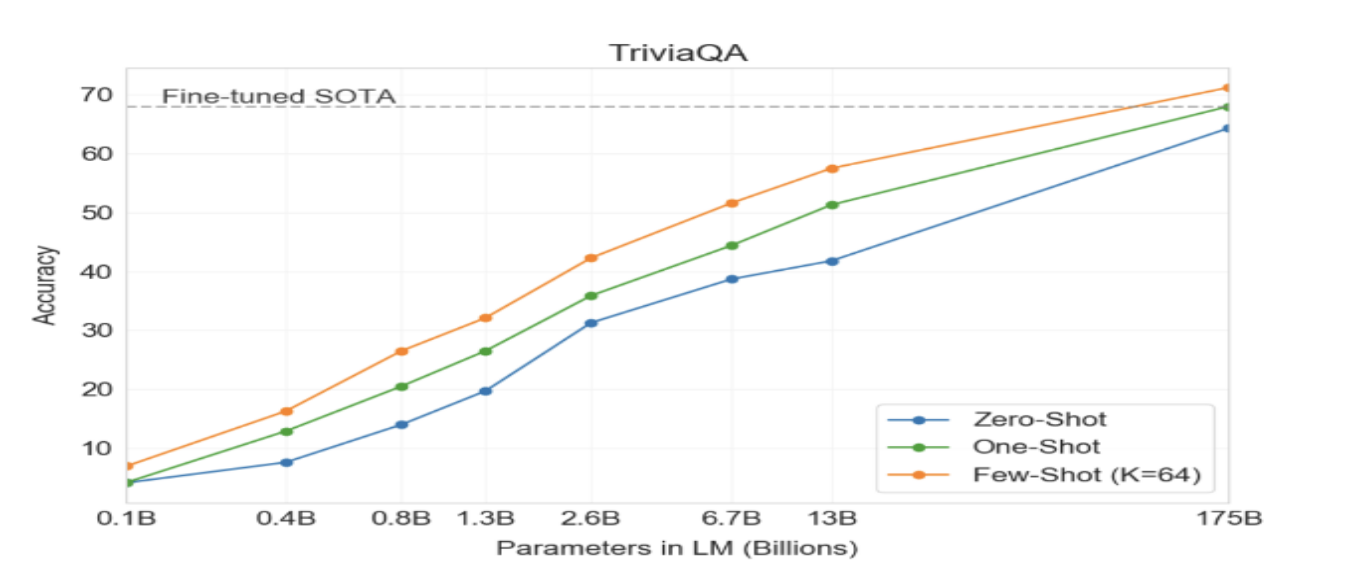 TriviaQA
Fine-tuned SOTA
70
60
50
40
30
20
10
Accuracy
Zero-Shot
One-Shot
Few-Shot (K=64)
0.1B 0.4B 0.8B 1.3B 2.6B 6.7B 13B 175B
Parameters in LM (Billions)